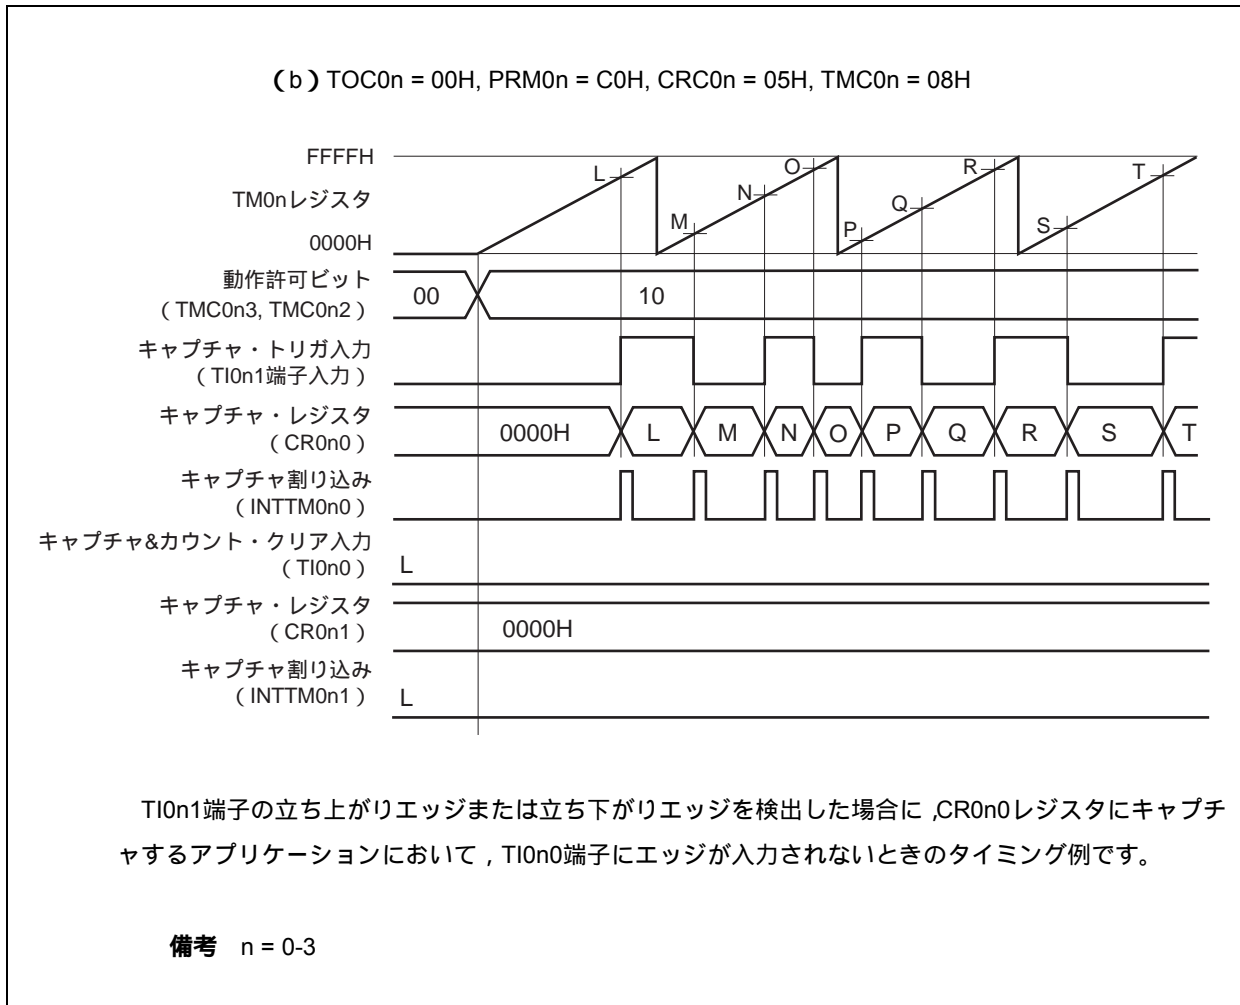 （b）TOC0n = 00H, PRM0n = C0H, CRC0n = 05H, TMC0n = 08H
FFFFH
TM0nレジスタ
0000H
L
M
N
O
P
Q
R
S
T
動作許可ビット
（TMC0n3, TMC0n2）
00
10
キャプチャ・トリガ入力
（TI0n1端子入力）
キャプチャ・レジスタ
（CR0n0）
0000H
L
M
N
O
P
Q
R
S
T
キャプチャ割り込み
（INTTM0n0）
キャプチャ&カウント・クリア入力
（TI0n0）
L
キャプチャ・レジスタ
（CR0n1）
0000H
キャプチャ割り込み
（INTTM0n1）
L
TI0n1端子の立ち上がりエッジまたは立ち下がりエッジを検出した場合に，CR0n0レジスタにキャプチ
ャするアプリケーションにおいて，TI0n0端子にエッジが入力されないときのタイミング例です。
備考　n = 0-3